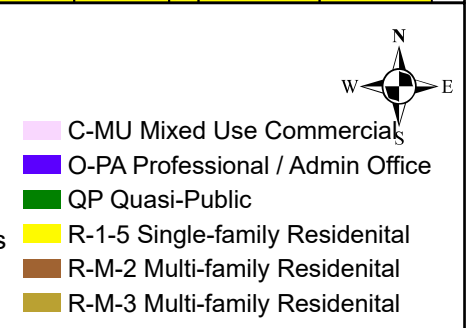 N
W E
C-MU Mixed Use Commercial
S
O-PA Professional / Admin Office
QP Quasi-Public
s R-1-5 Single-family Residenital
R-M-2 Multi-family Residenital
R-M-3 Multi-family Residenital